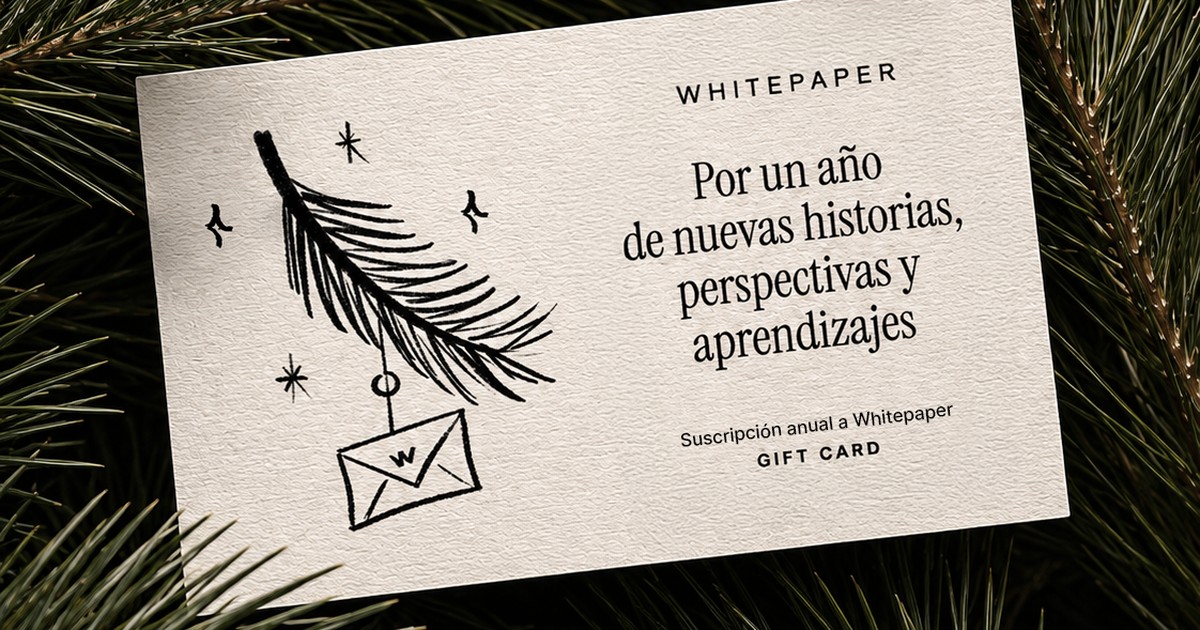 WHITEPAPER
Por un año
de nuevas historias,
perspectivas y
aprendizajes
Suscripción anual a Whitepaper
GIFT CARD
W